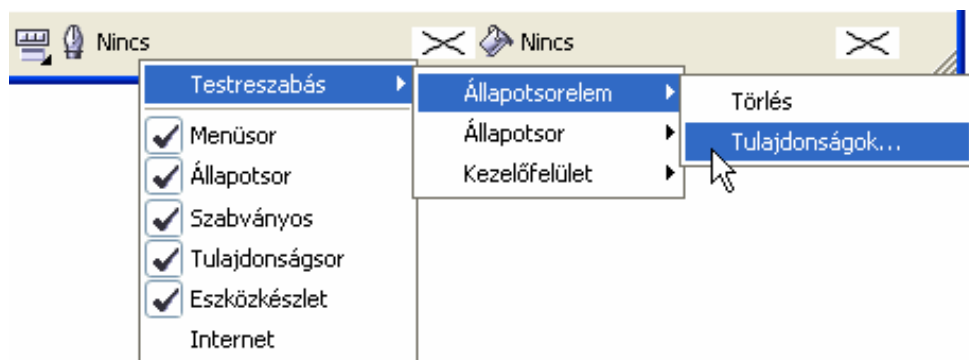 Nincs Nincs
Testreszabás
Menüsor
Állapotsor
Szabványos
Tulajdonságsor
Eszközkészlet
Internet
Állapotsorelem
Állapotsor
Kezelőfelület
Törlés
Tulajdonságok...